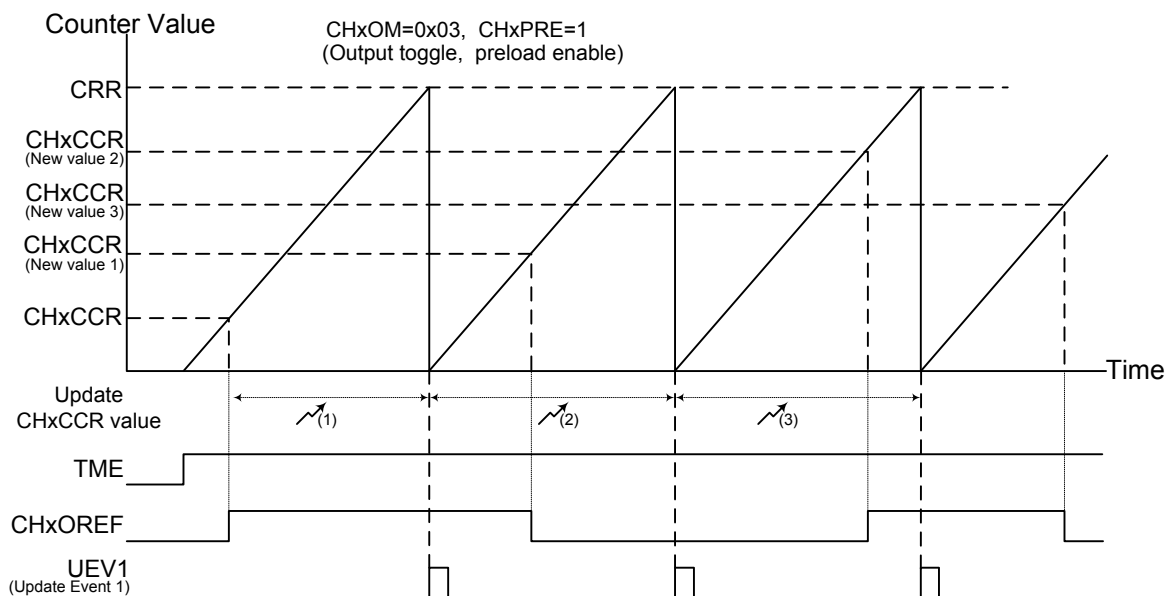 Counter Value
CHxOM=0x03, CHxPRE=1
(Output toggle, preload enable)
CRR
CHxCCR
(New value 2)
CHxCCR
(New value 3)
CHxCCR
(New value 1)
CHxCCR
Time
Update
CHxCCR value
(1)
(2)
(3)
TME
CHxOREF
UEV1
(Update Event 1)